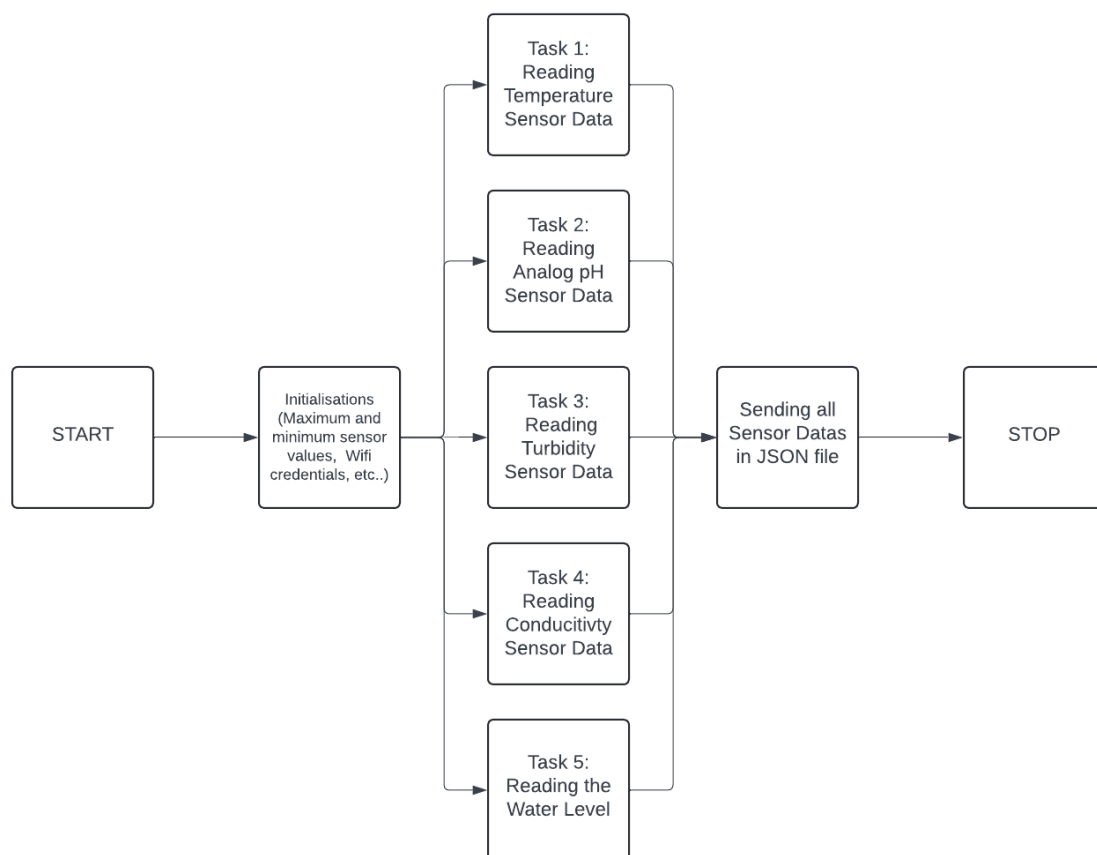 START
Initialisations
(Maximum and
minimum sensor
values, Wifi
credentials, etc..)
Task 1:
Reading
Temperature
Sensor Data
Task 2:
Reading
Analog pH
Sensor Data
Task 3:
Reading
Turbidity
Sensor Data
Task 4:
Reading
Conducitivty
Sensor Data
Task 5:
Reading the
Water Level
Sending all
Sensor Datas
in JSON file
STOP